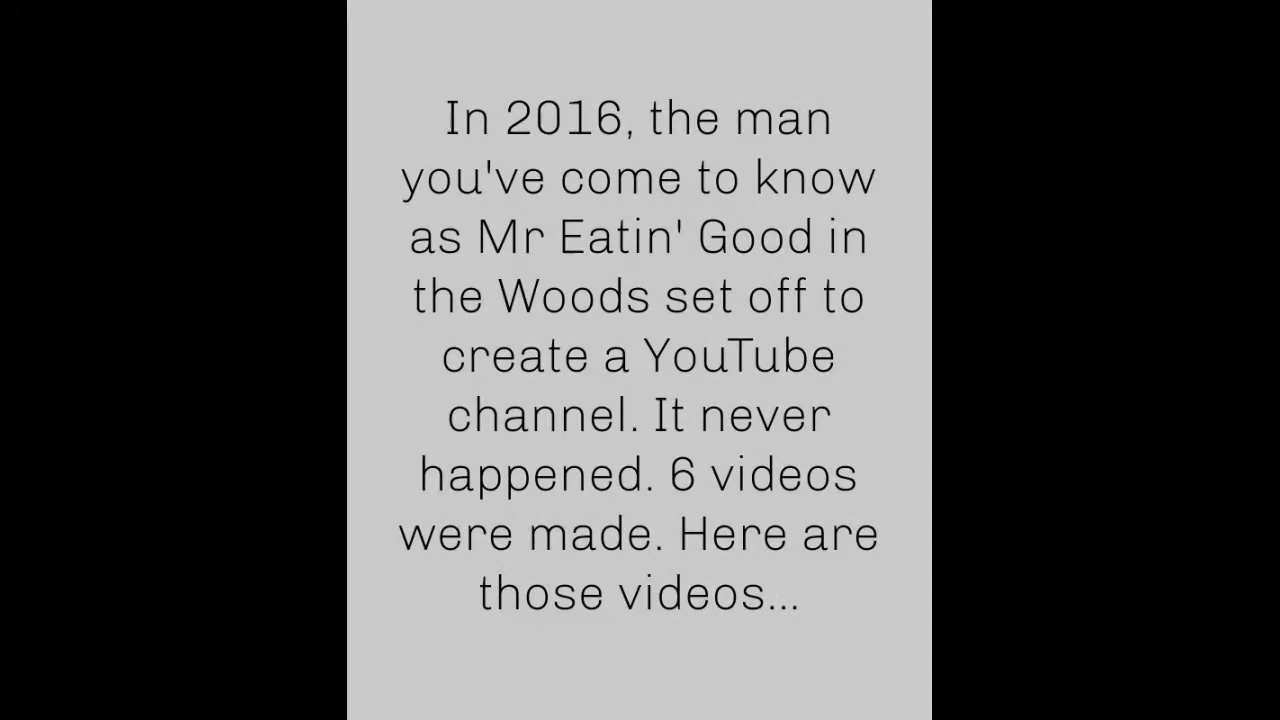 In 2016, the man
you've come to know
as Mr Eatin' Good in
the Woods set off to
create a YouTube
channel. It never
happened. 6 videos
were made. Here are
those videos...